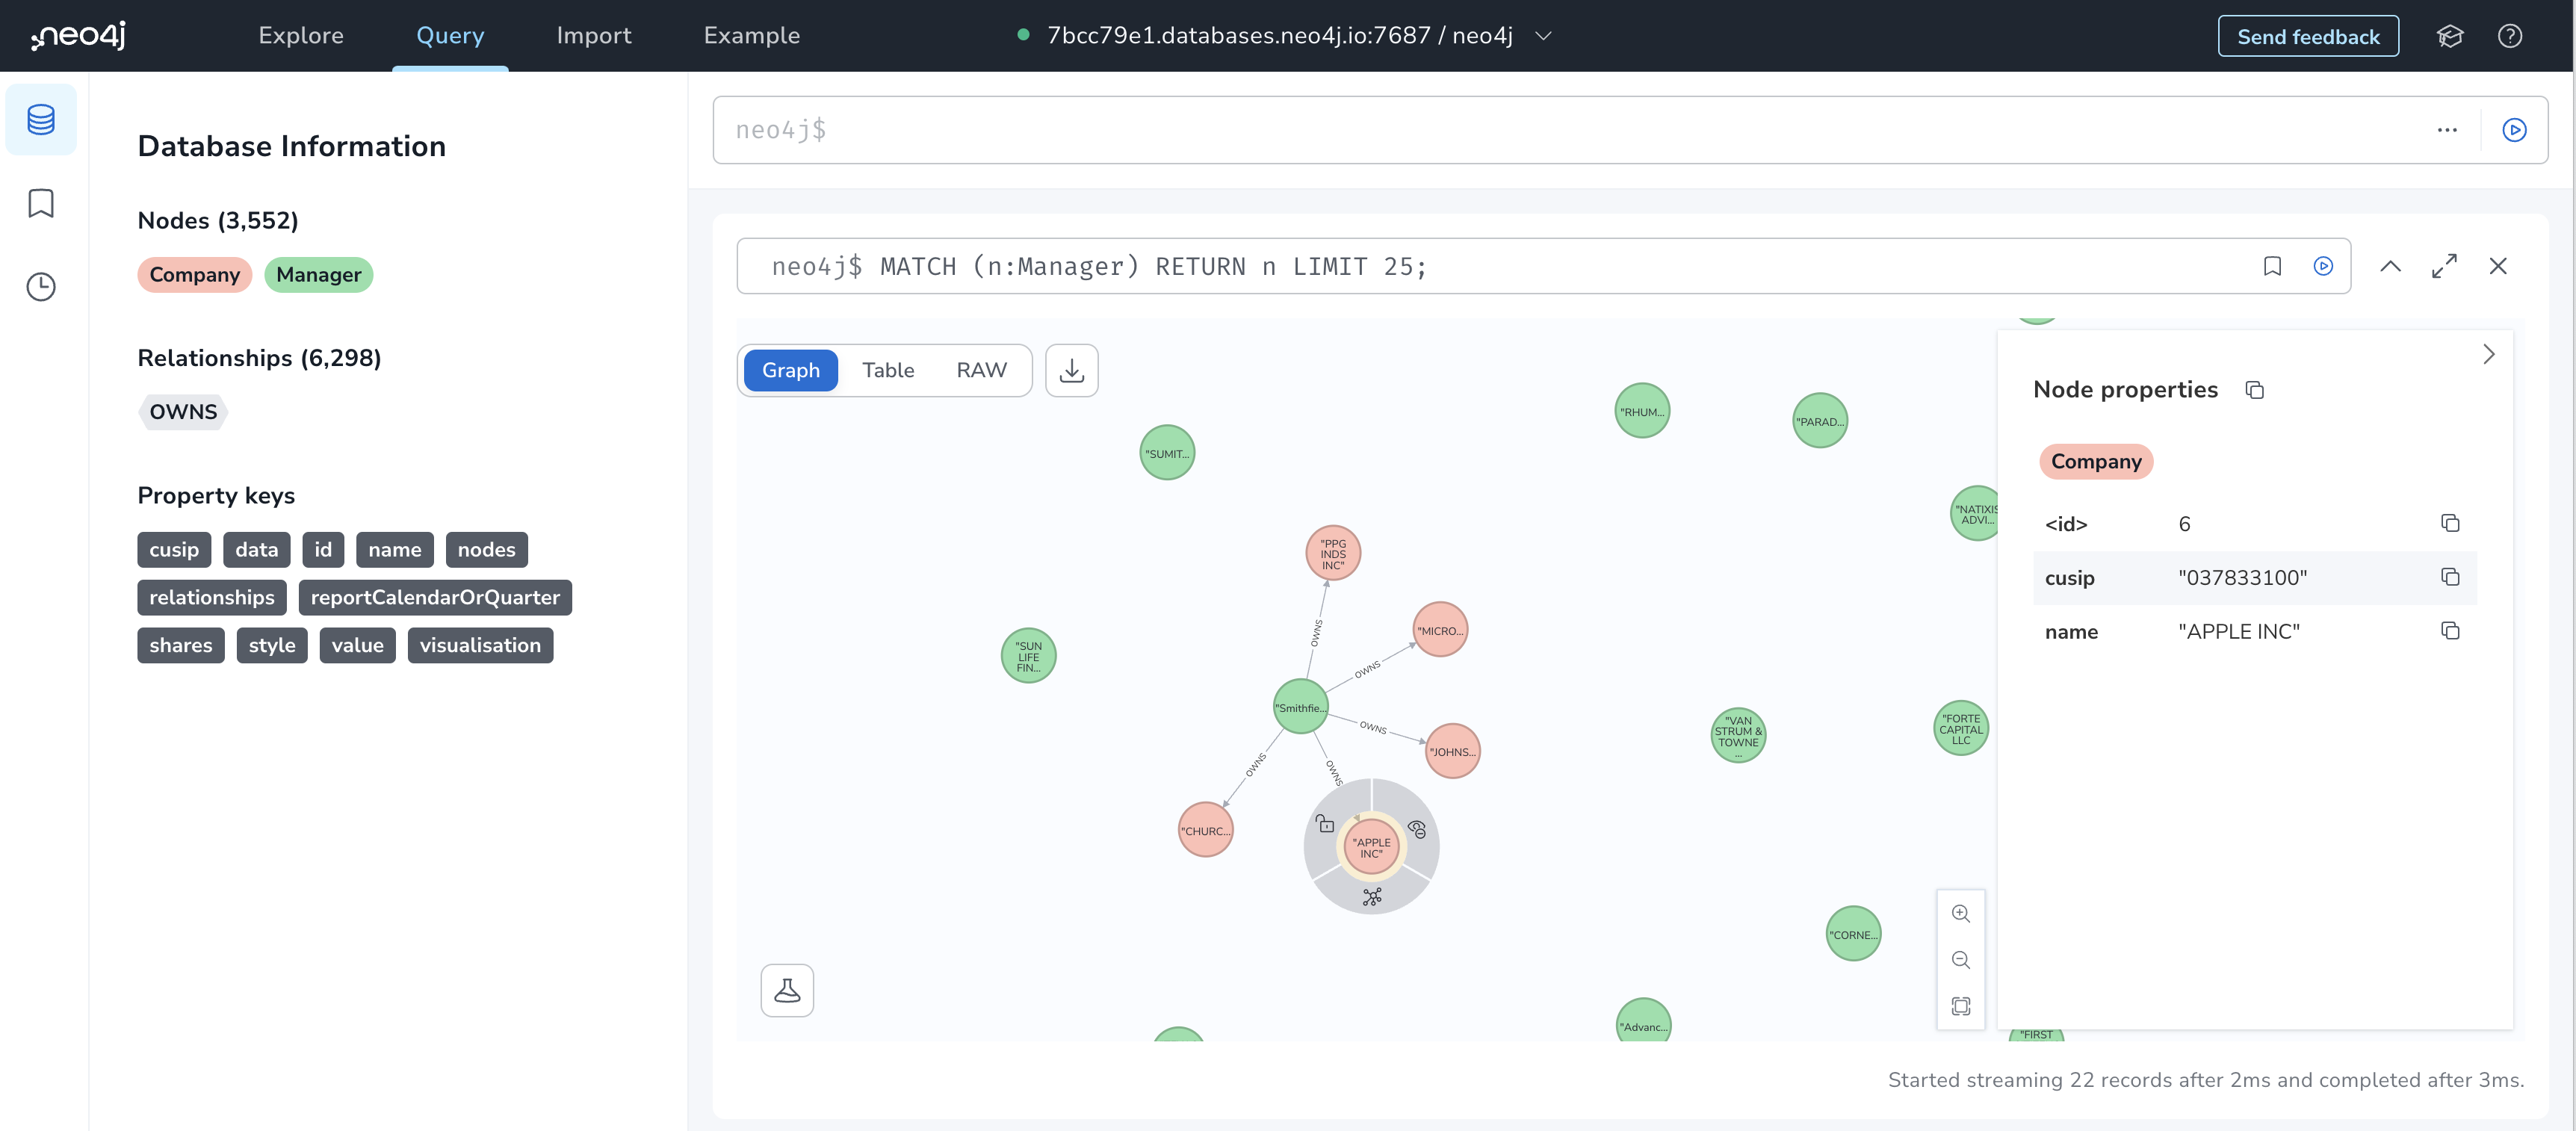 neo4j
Explore
Query
Import
Example
7bcc79e1.databases.neo4j.io:7687 / neo4j
Send feedback
Database Information
Nodes (3,552)
Company Manager
Relationships (6,298)
OWNS
Property keys
cusip data id name nodes
relationships reportCalendarOrQuarter
shares style value visualisation
neo4j$
neo4j$ MATCH (n:Manager) RETURN n LIMIT 25;
Graph Table RAW
"SUMIT...
"RHUM...
"PARAD...
"NATIXIS
ADVI...
"PPG
INDS
INC"
"MICRO...
"SUN
LIFE
FIN...
"Smithfie...
OWNS
OWNS
OWNS
OWNS
OWNS
"JOHNS...
"CHURC...
"APPLE
INC"
"VAN
STRUM &
TOWNE
...
"FORTE
CAPITAL
LLC
"CORNE...
"Advanc...
"FIRST
Node properties
Company
<id> 6
cusip "037833100"
name "APPLE INC"
Started streaming 22 records after 2ms and completed after 3ms.